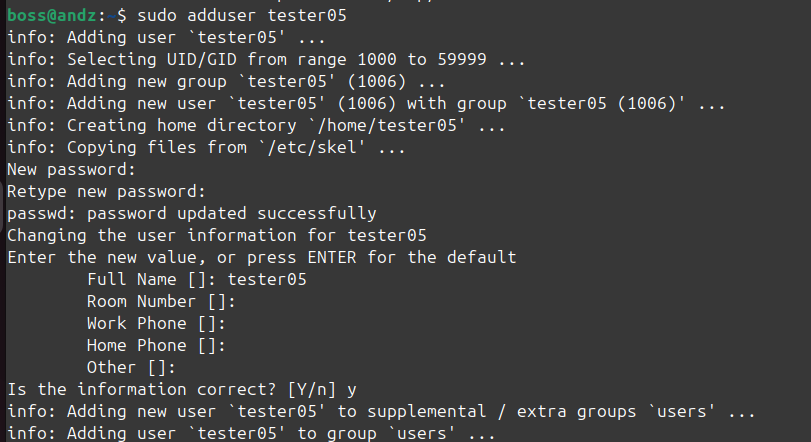 boss@andz:~$ sudo adduser tester05
info: Adding user `tester05' ...
info: Selecting UID/GID from range 1000 to 59999 ...
info: Adding new group `tester05' (1006) ...
info: Adding new user `tester05' (1006) with group `tester05 (1006)' ...
info: Creating home directory `/home/tester05' ...
info: Copying files from `/etc/skel' ...
New password:
Retype new password:
passwd: password updated successfully
Changing the user information for tester05
Enter the new value, or press ENTER for the default
Full Name []: tester05
Room Number []:
Work Phone []:
Home Phone []:
Other []:
Is the information correct? [Y/n] y
info: Adding new user `tester05' to supplemental / extra groups `users' ...
info: Adding user `tester05' to group `users' ...